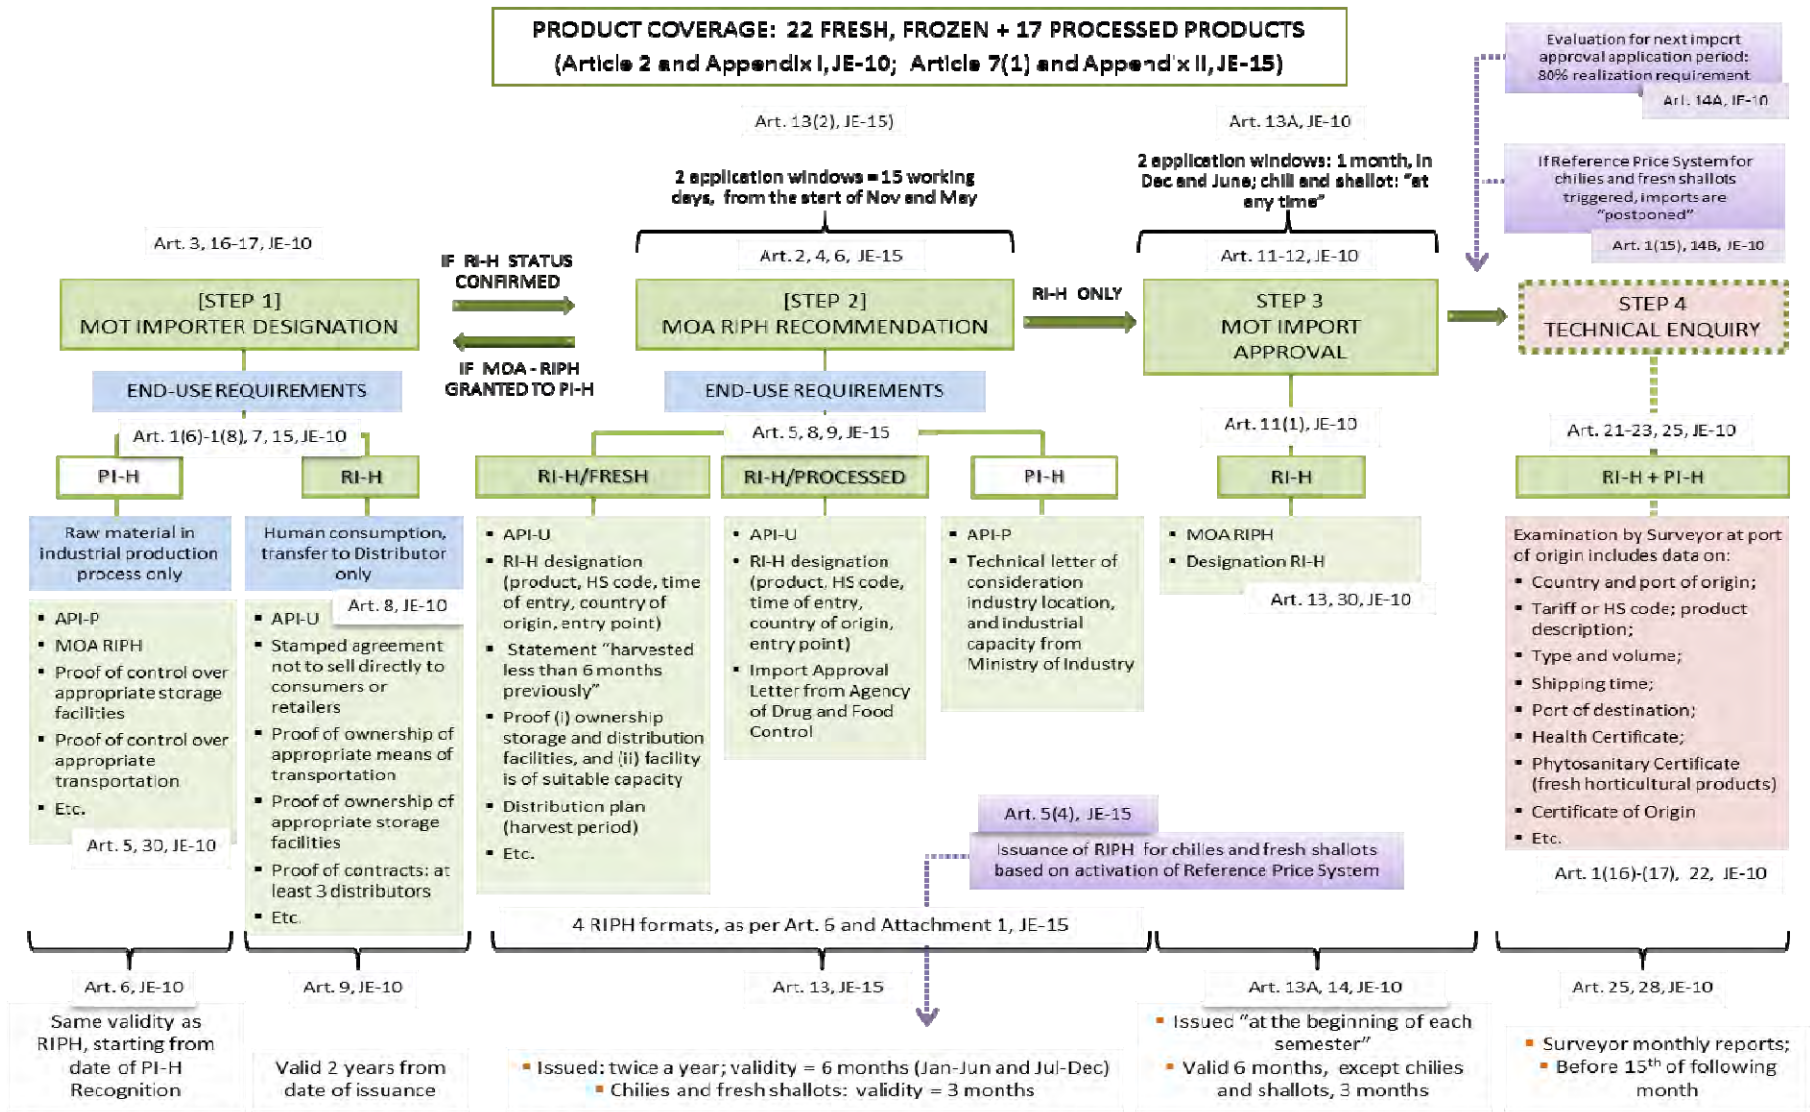 PRODUCT COVERAGE: 22 FRESH, FROZEN + 17 PROCESSED PRODUCTS
(Article 2 and Appendix I, JE-10; Article 7(1) and Appendix II, JE-15)
Evaluation for next import
approval application period:
80% realization requirement
Art. 14A, JE-10
If Reference Price System for
chilies and fresh shallots
triggered, imports are
"postponed"
Art. 1(15), 14B, JE-10
Art. 13(2), JE-15)
2 application windows = 15 working
days, from the start of Nov and May
Art. 13A, JE-10
2 application windows: 1 month, in
Dec and June; chili and shallot: "at
any time"
Art. 3, 16-17, JE-10
[STEP 1]
MOT IMPORTER DESIGNATION
IF RI-H STATUS
CONFIRMED
IF MOA - RIPH
GRANTED TO PI-H
Art. 2, 4, 6, JE-15
[STEP 2]
MOA RIPH RECOMMENDATION
RI-H ONLY
Art. 11-12, JE-10
STEP 3
MOT IMPORT
APPROVAL
STEP 4
TECHNICAL ENQUIRY
END-USE REQUIREMENTS
Art. 1(6)-1(8), 7, 15, JE-10
END-USE REQUIREMENTS
Art. 5, 8, 9, JE-15
Art. 11(1), JE-10
Art. 21-23, 25, JE-10
PI-H
Raw material in
industrial production
process only
▪ API-P
▪ MOA RIPH
▪ Proof of control over
appropriate storage
facilities
▪ Proof of control over
appropriate
transportation
▪ Etc.
Art. 5, 30, JE-10
RI-H
Human consumption,
transfer to Distributor
only
Art. 8, JE-10
▪ API-U
▪ Stamped agreement
not to sell directly to
consumers or
retailers
▪ Proof of ownership of
appropriate means of
transportation
▪ Proof of ownership of
appropriate storage
facilities
▪ Proof of contracts: at
least 3 distributors
▪ Etc.
RI-H/FRESH
▪ API-U
▪ RI-H designation
(product, HS code, time
of entry, country of
origin, entry point)
▪ Statement "harvested
less than 6 months
previously"
▪ Proof (i) ownership
storage and distribution
facilities, and (ii) facility
is of suitable capacity
▪ Distribution plan
(harvest period)
▪ Etc.
RI-H/PROCESSED
▪ API-U
▪ RI-H designation
(product, HS code,
time of entry,
country of origin,
entry point)
▪ Import Approval
Letter from Agency
of Drug and Food
Control
PI-H
▪ API-P
▪ Technical letter of
consideration
industry location,
and industrial
capacity from
Ministry of Industry
RI-H
▪ MOA RIPH
▪ Designation RI-H
Art. 13, 30, JE-10
RI-H + PI-H
Examination by Surveyor at port
of origin includes data on:
▪ Country and port of origin;
▪ Tariff or HS code; product
description;
▪ Type and volume;
▪ Shipping time;
▪ Port of destination;
▪ Health Certificate;
▪ Phytosanitary Certificate
(fresh horticultural products)
▪ Certificate of Origin
▪ Etc.
Art. 1(16)-(17), 22, JE-10
Art. 5(4), JE-15
Issuance of RIPH for chilles and fresh shallots
based on activation of Reference Price System
4 RIPH formats, as per Art. 6 and Attachment 1, JE-15
Art. 6, JE-10
Same validity as
RIPH, starting from
date of PI-H
Recognition
Art. 9, JE-10
Valid 2 years from
date of issuance
Art. 13, JE-15
▪ Issued: twice a year; validity = 6 months (Jan-Jun and Jul-Dec)
▪ Chilies and fresh shallots: validity = 3 months
Art. 13A, 14, JE-10
▪ Issued "at the beginning of each
semester"
▪ Valid 6 months, except chilies
and shallots, 3 months
Art. 25, 28, JE-10
▪ Surveyor monthly reports;
▪ Before 15th of following
month